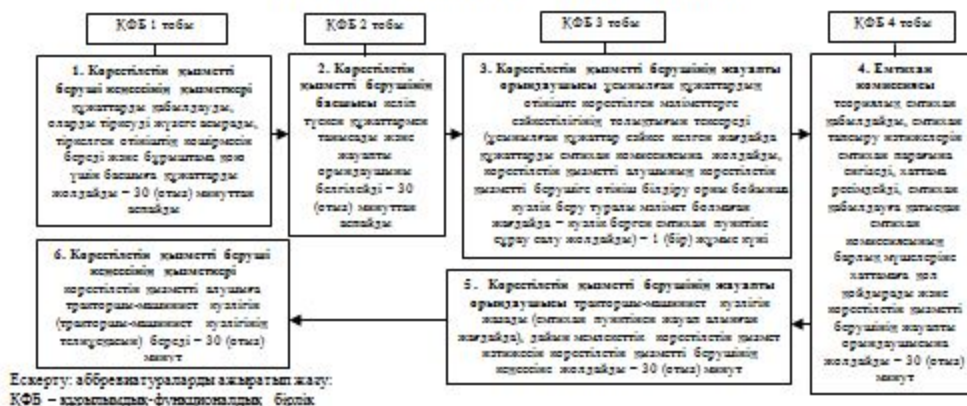 ҚФБ 1 тобы
ҚФБ 2 тобы
ҚФБ 3 тобы
ҚФБ 4 тобы
1. Көрсетілетін қызметті
беруші кеңсесінің қызметкері
құжаттарды қабылдауды,
оларды тіркеуді жүзеге асырады,
тіркелген өтініштің көшірмесін
береді және бұрыштама қою
үшін басшыға құжаттарды
жолдайды – 30 (отыз) минуттан
аспайды
2. Көрсетілетін
қызметті берушінің
басшысы келіп
түскен құжаттармен
танысады және
жауапты
орындаушыны
белгілейді – 30
(отыз) минуттан
аспайды
3. Көрсетілетін қызметті берушінің жауапты
орындаушысы ұсынылған құжаттардың
өтініште көрсетілген мәліметтерге
сәйкестілігінің толықтығын тексереді
(ұсынылған құжаттар сәйкес келген жағдайда
құжаттарды емтихан комиссиясына жолдайды,
көрсетілетін қызметті алушының көрсетілетін
қызметті берушіге өтініш білдіру орны бойынша
куәлік беру туралы мәлімет болмаған
жағдайда – куәлік берген емтихан пунктіне
сұрау салу жолдайды) – 1 (бір) жұмыс күні
4. Емтихан
комиссиясы
теориялық емтихан
қабылдайды, емтихан
тапсыру нәтижелерін
емтихан парағына
енгізеді, хаттама
ресімдейді, емтихан
қабылдауға қатысқан
емтихан
комиссиясының
барлық мүшелеріне
хаттамаға қол
қойдырады және
көрсетілетін қызметті
берушінің жауапты
орындаушысына
жолдайды – 30 (отыз)
минут
5. Көрсетілетін қызметті берушінің жауапты
орындаушысы тракторшы-машинист куәлігін
жазады (емтихан пунктінен жауап алынған
жағдайда), дайын мемлекеттік көрсетілетін қызмет
нәтижесін көрсетілетін қызметті берушінің
кеңсесіне жолдайды – 30 (отыз) минут
6. Көрсетілетін қызметті беруші
кеңсесінің қызметкері
көрсетілетін қызметті алушыға
тракторшы-машинист куәлігін
(тракторшы-машинист куәлігінің
телнұсқасын) береді – 30 (отыз)
минут
Ескерту: аббревиатураларды ажыратып жазу:
ҚФБ – құрылымдық-функционалдық бірлік